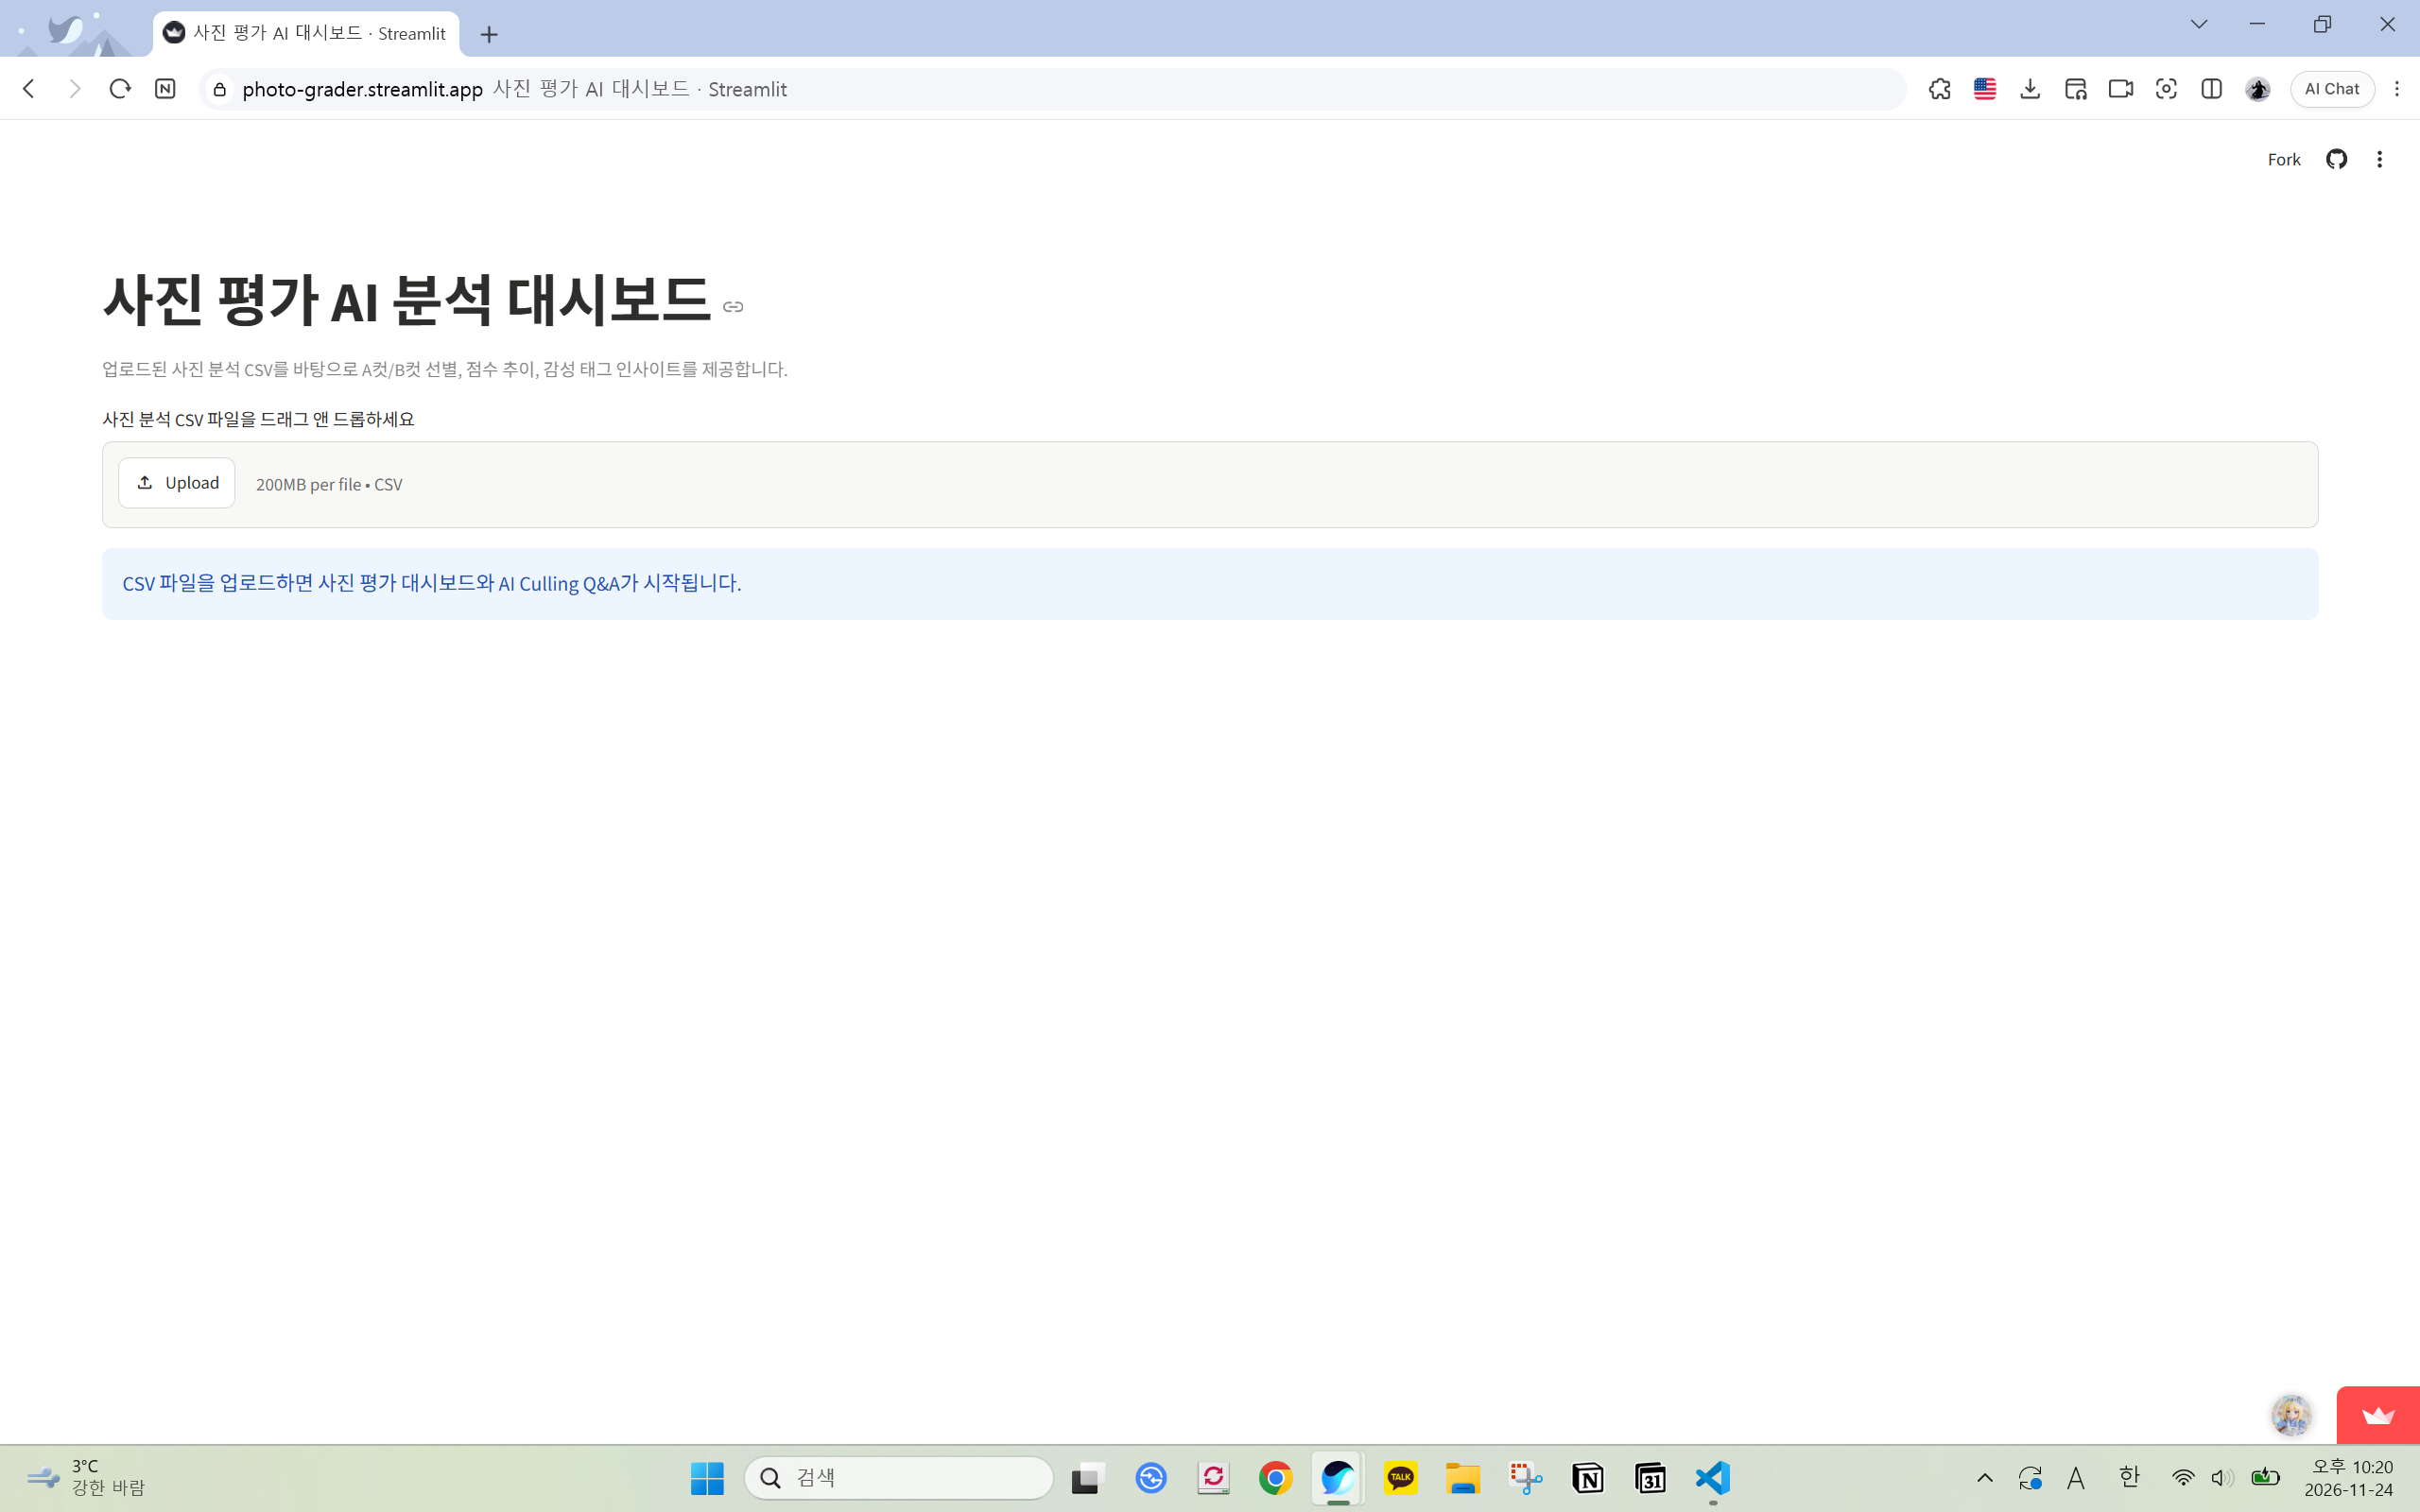 사진 평가 AI 대시보드 · Streamlit
photo-grader.streamlit.app 사진 평가 AI 대시보드 · Streamlit
AI Chat
Fork
사진 평가 AI 분석 대시보드
업로드된 사진 분석 CSV를 바탕으로 A컷/B컷 선별, 점수 추이, 감성 태그 인사이트를 제공합니다.
사진 분석 CSV 파일을 드래그 앤 드롭하세요
Upload
200MB per file • CSV
CSV 파일을 업로드하면 사진 평가 대시보드와 AI Culling Q&A가 시작됩니다.
3°C
강한 바람
검색
TALK
N
31
A
한
오후 10:20
2026-11-24